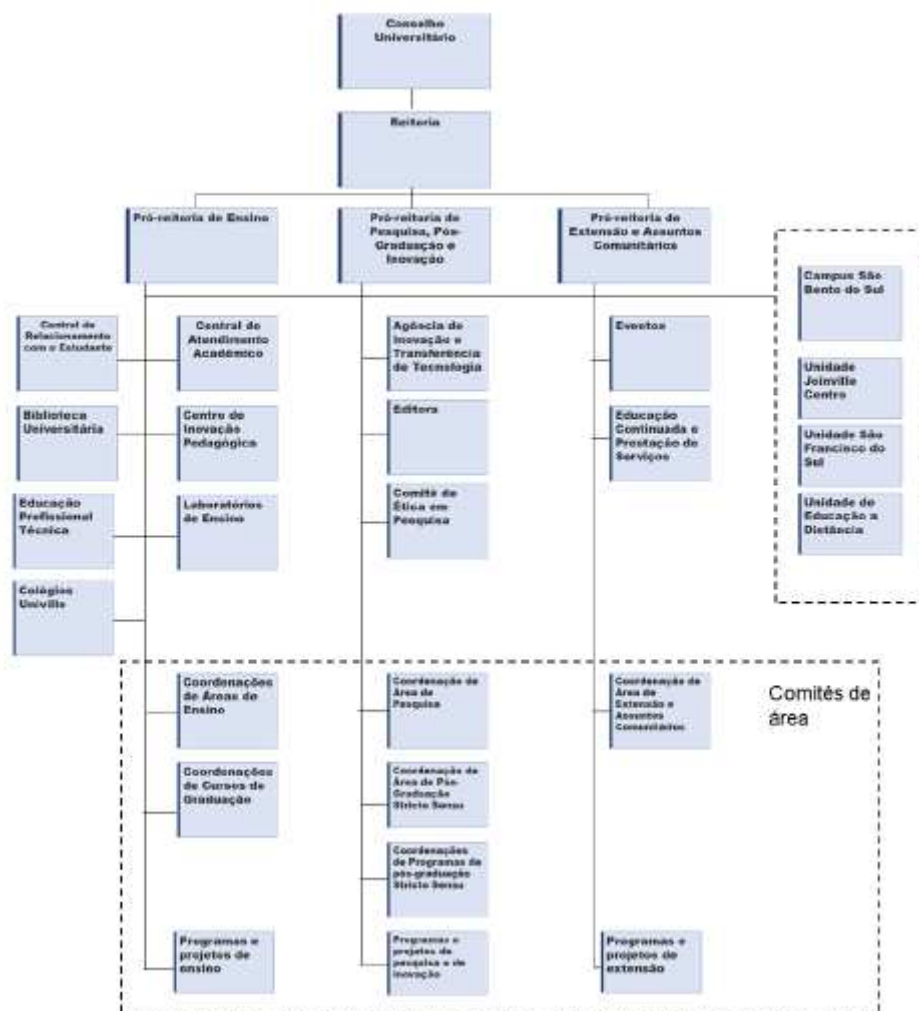 Conselho
Universitário
Reitoria
Pró-reitoria de Ensino
Pró-reitoria de
Pesquisa, Pós-
Graduação e
Inovação
Pró-reitoria de
Extensão e Assuntos
Comunitários
Campus São
Bento do Sul
Unidade
Joinville
Centro
Unidade São
Francisco do
Sul
Unidade de
Educação a
Distância
Central de
Relacionamento
com o Estudante
Central de
Atendimento
Acadêmico
Agência de
Inovação e
Transferência
de Tecnologia
Eventos
Biblioteca
Universitária
Centro de
Inovação
Pedagógica
Editora
Educação
Continuada e
Prestação de
Serviços
Educação
Profissional
Técnica
Laboratórios
de Ensino
Comitê de
Ética em
Pesquisa
Colégios
Univille
Coordenações
de Áreas de
Ensino
Coordenação de
Área de
Pesquisa
Coordenação de
Área de
Extensão e
Assuntos
Comunitários
Comitês de
área
Coordenações
de Cursos de
Graduação
Coordenação de
Área de Pós-
Graduação
Stricto Sensu
Coordenações
de Programas de
pós-graduação
Stricto Sensu
Programas e
projetos de
ensino
Programas e
projetos de
pesquisa e de
inovação
Programas e
projetos de
extensão